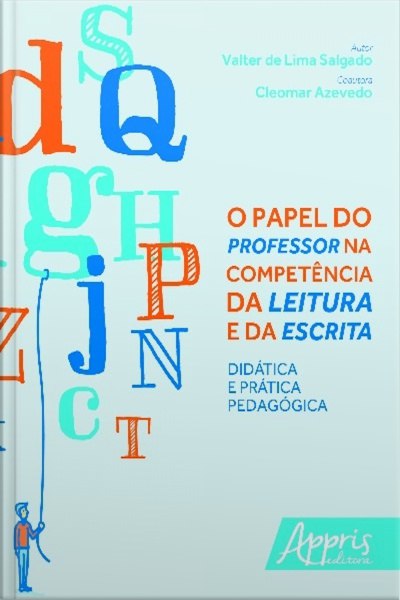 Autor
Valter de Lima Salgado
Coautora
Cleomar Azevedo
S
d
Q
g
H
P
j
N
Z
C
T
O PAPEL DO
PROFESSOR NA
COMPETÊNCIA
DA LEITURA
E DA ESCRITA
DIDÁTICA
E PRÁTICA
PEDAGÓGICA
Appris
editora